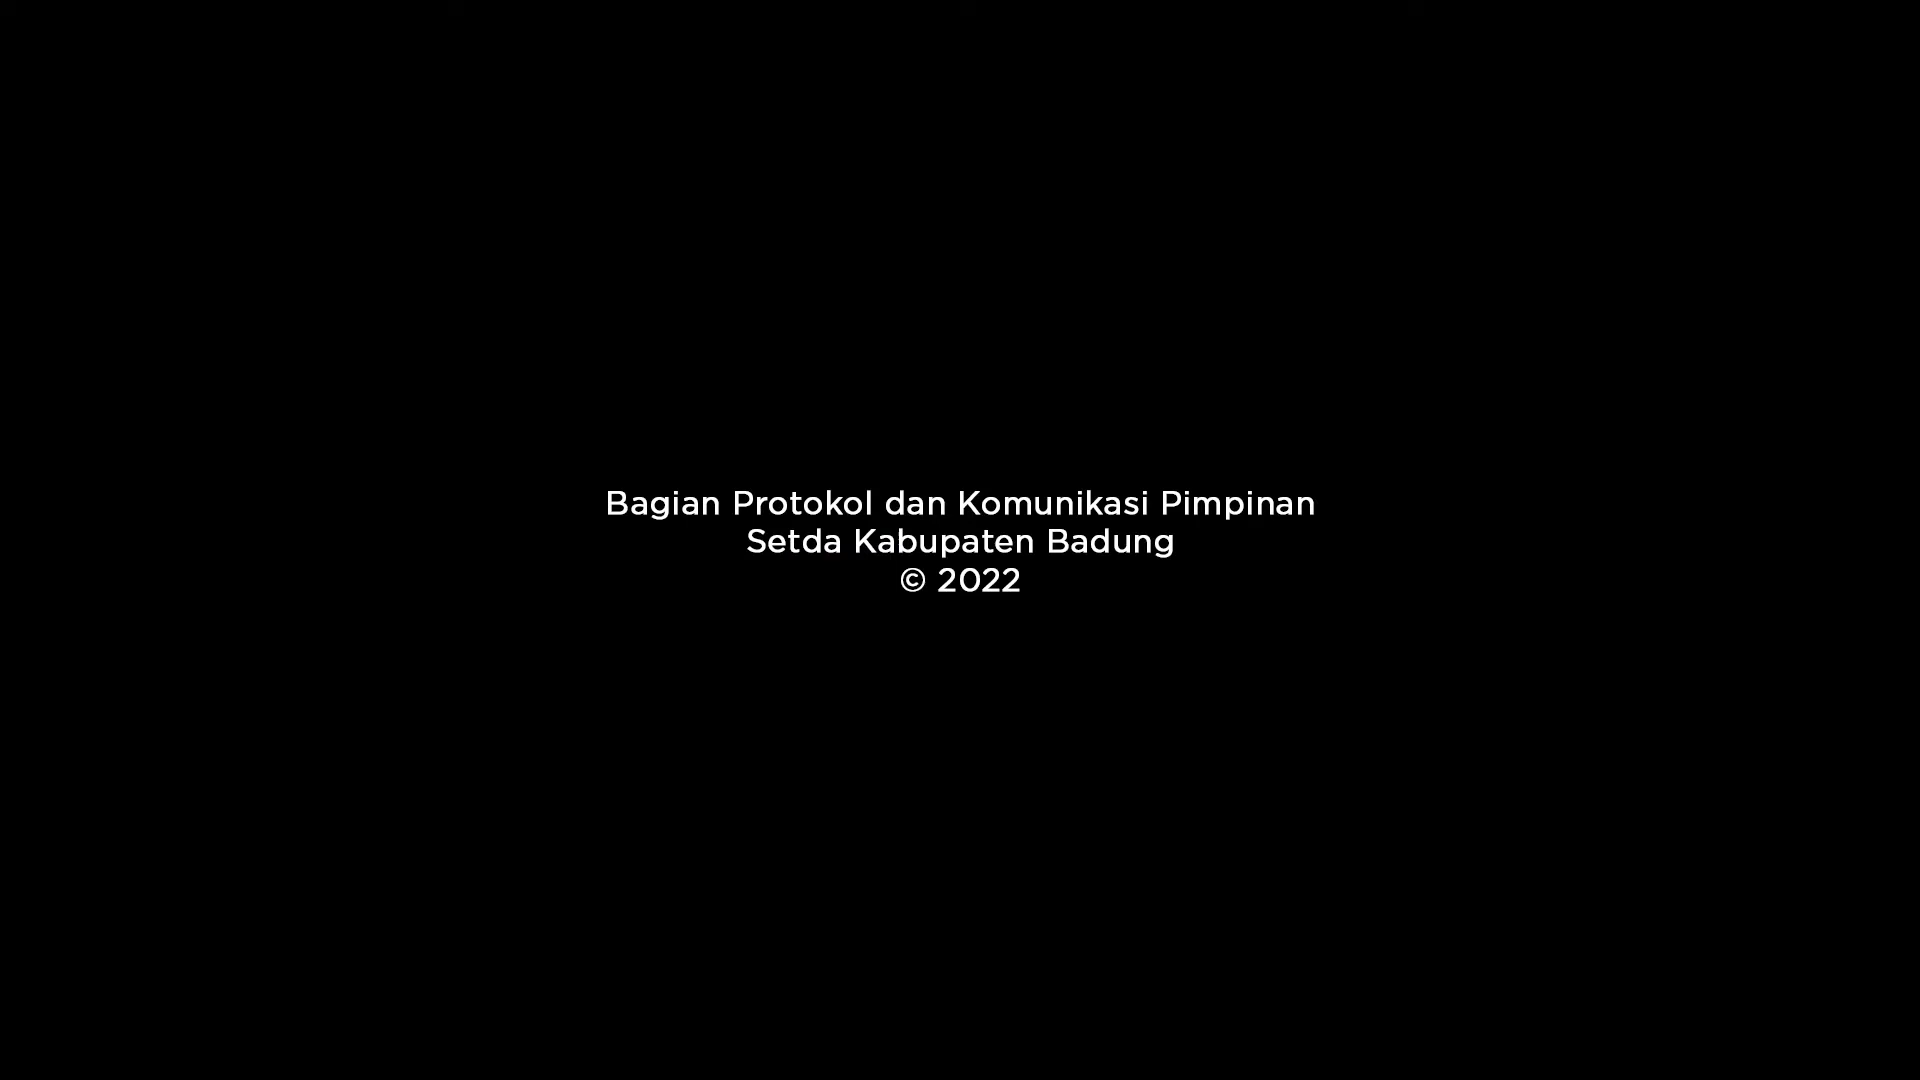 Bagian Protokol dan Komunikasi Pimpinan
Setda Kabupaten Badung
© 2022